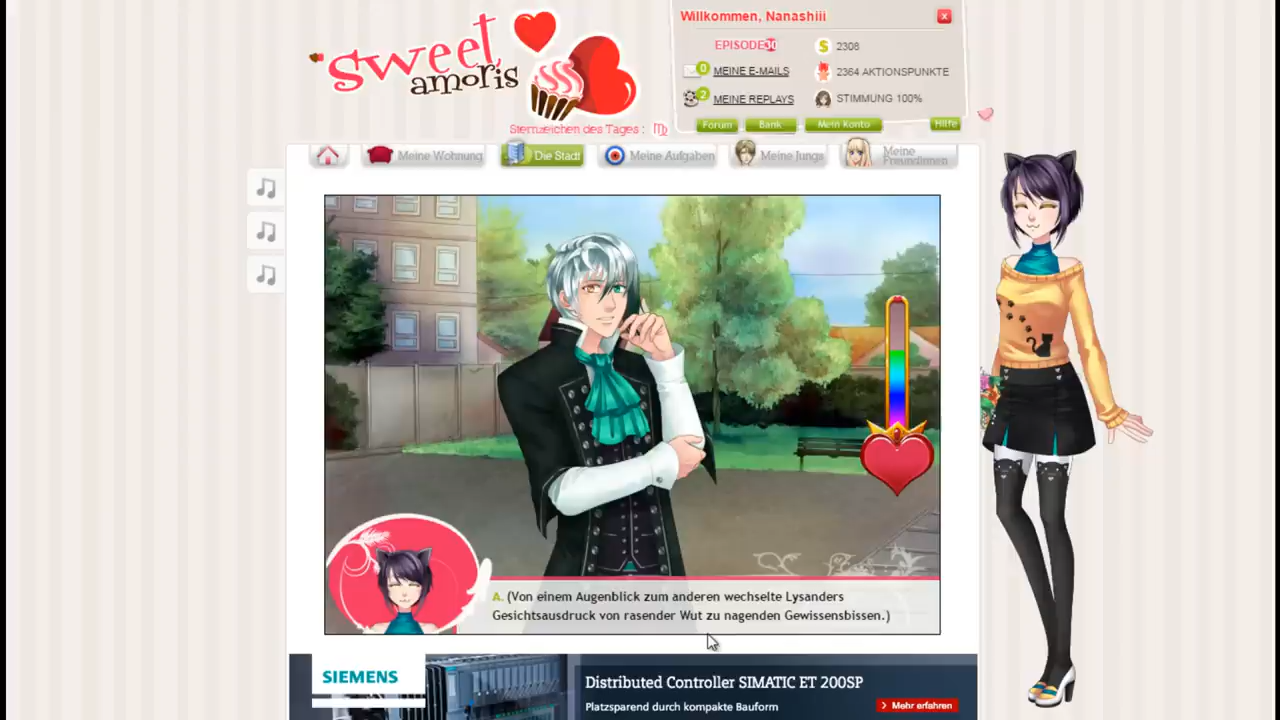 sweet
amoris
Sternzeichen des Tages :
Willkommen, Nanashiii
EPISODE30
2308
0
MEINE E-MAILS
2364 AKTIONSPUNKTE
2
MEINE REPLAYS
STIMMUNG 100%
Forum
Bank
Mein Konto
Hilfe
Meine Wohnung
Die Stadt
Meine Aufgaben
Meine Jungs
Meine
Freundinnen
A. (Von einem Augenblick zum anderen wechselte Lysanders
Gesichtsausdruck von rasender Wut zu nagenden Gewissensbissen.)
SIEMENS
Distributed Controller SIMATIC ET 200SP
Platzsparend durch kompakte Bauform
Mehr erfahren